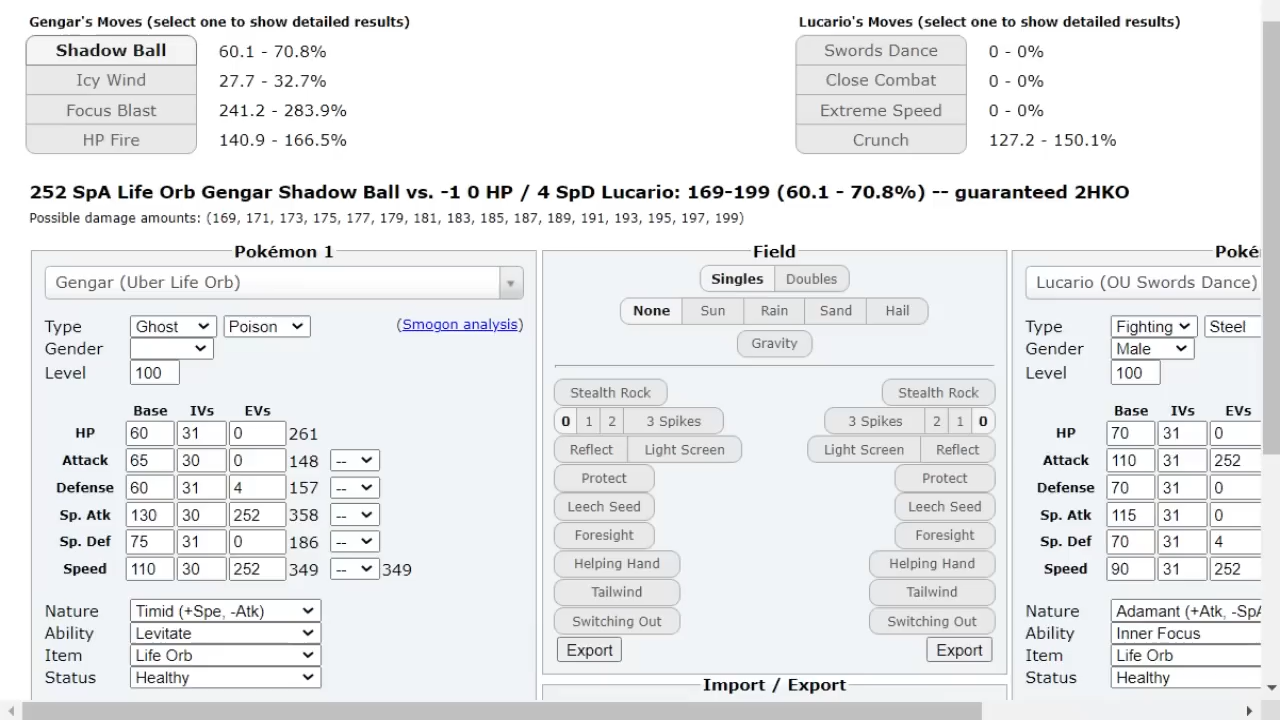 Gengar's Moves (select one to show detailed results)
Shadow Ball 60.1 - 70.8%
Icy Wind 27.7 - 32.7%
Focus Blast 241.2 - 283.9%
HP Fire 140.9 - 166.5%
Lucario's Moves (select one to show detailed results)
Swords Dance 0 - 0%
Close Combat 0 - 0%
Extreme Speed 0 - 0%
Crunch 127.2 - 150.1%
252 SpA Life Orb Gengar Shadow Ball vs. -1 0 HP / 4 SpD Lucario: 169-199 (60.1 - 70.8%) -- guaranteed 2HKO
Possible damage amounts: (169, 171, 173, 175, 177, 179, 181, 183, 185, 187, 189, 191, 193, 195, 197, 199)
Pokémon 1
Gengar (Uber Life Orb)
Type Ghost Poison (Smogon analysis)
Gender
Level 100
Base IVs EVs
HP 60 31 0 261
Attack 65 30 0 148 --
Defense 60 31 4 157 --
Sp. Atk 130 30 252 358 --
Sp. Def 75 31 0 186 --
Speed 110 30 252 349 -- 349
Nature Timid (+Spe, -Atk)
Ability Levitate
Item Life Orb
Status Healthy
Field
Singles Doubles
None Sun Rain Sand Hail
Gravity
Stealth Rock Stealth Rock
0 1 2 3 Spikes 3 Spikes 2 1 0
Reflect Light Screen Light Screen Reflect
Protect Protect
Leech Seed Leech Seed
Foresight Foresight
Helping Hand Helping Hand
Tailwind Tailwind
Switching Out Switching Out
Export Export
Import / Export
Poké
Lucario (OU Swords Dance)
Type Fighting Steel
Gender Male
Level 100
Base IVs EVs
HP 70 31 0
Attack 110 31 252
Defense 70 31 0
Sp. Atk 115 31 0
Sp. Def 70 31 4
Speed 90 31 252
Nature Adamant (+Atk, -SpA
Ability Inner Focus
Item Life Orb
Status Healthy